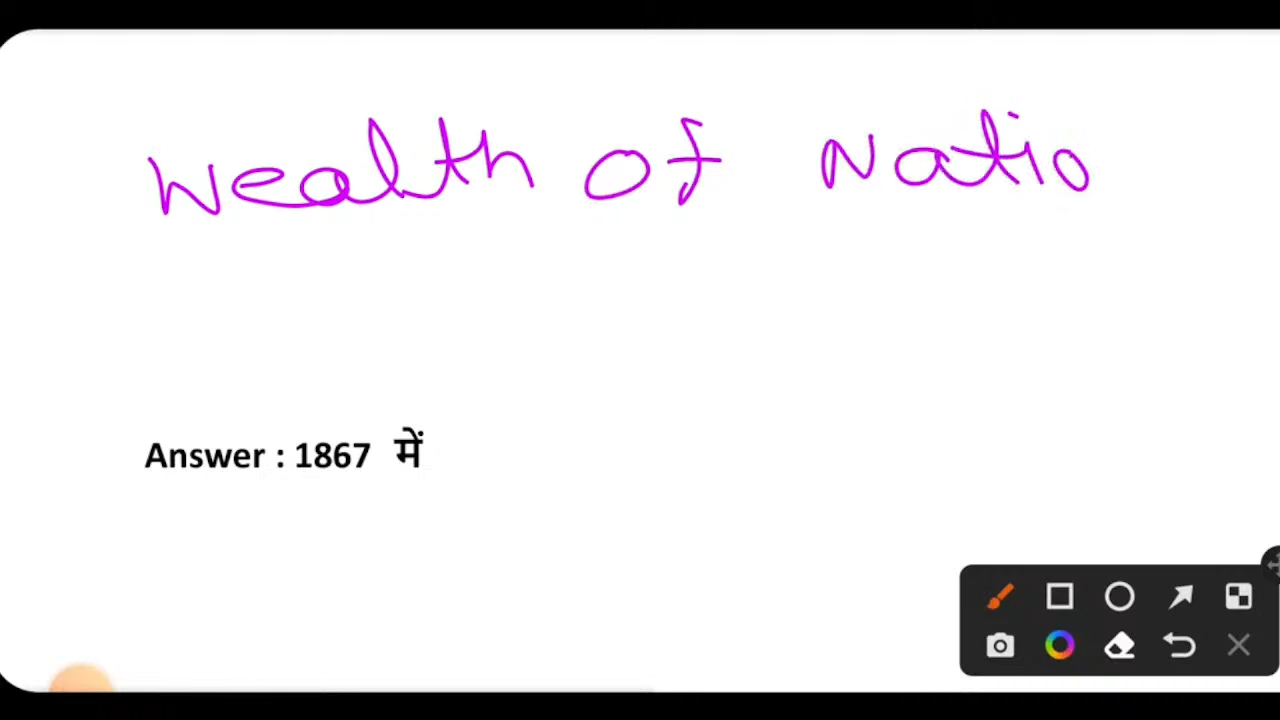 Wealth of Natio
Answer : 1867 में